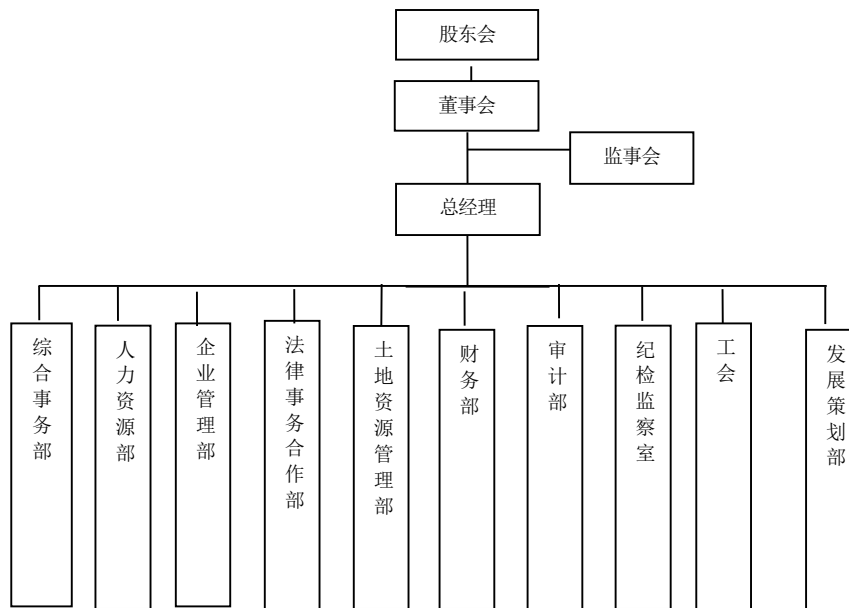 股东会
董事会
监事会
总经理
综合事务部
人力资源部
企业管理部
法律事务合作部
土地资源管理部
财务部
审计部
纪检监察室
工会
发展策划部